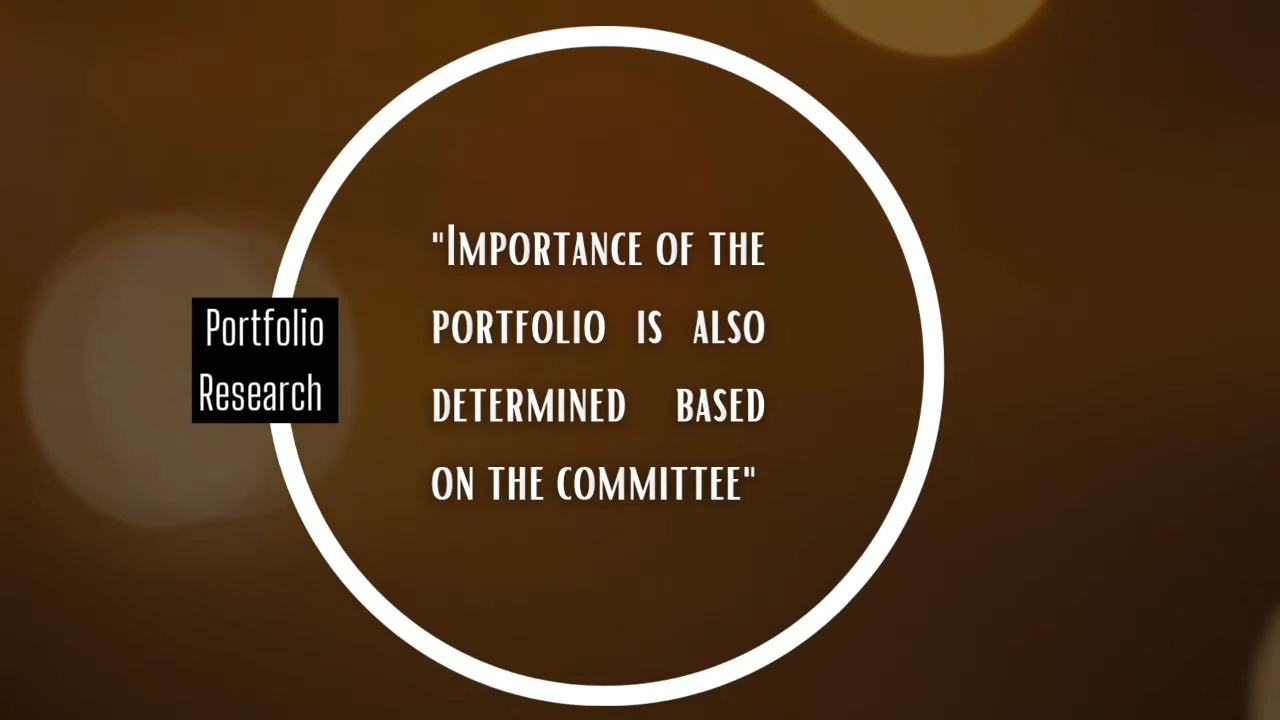 Portfolio
Research
"Importance of the
portfolio is also
determined based
on the committee"